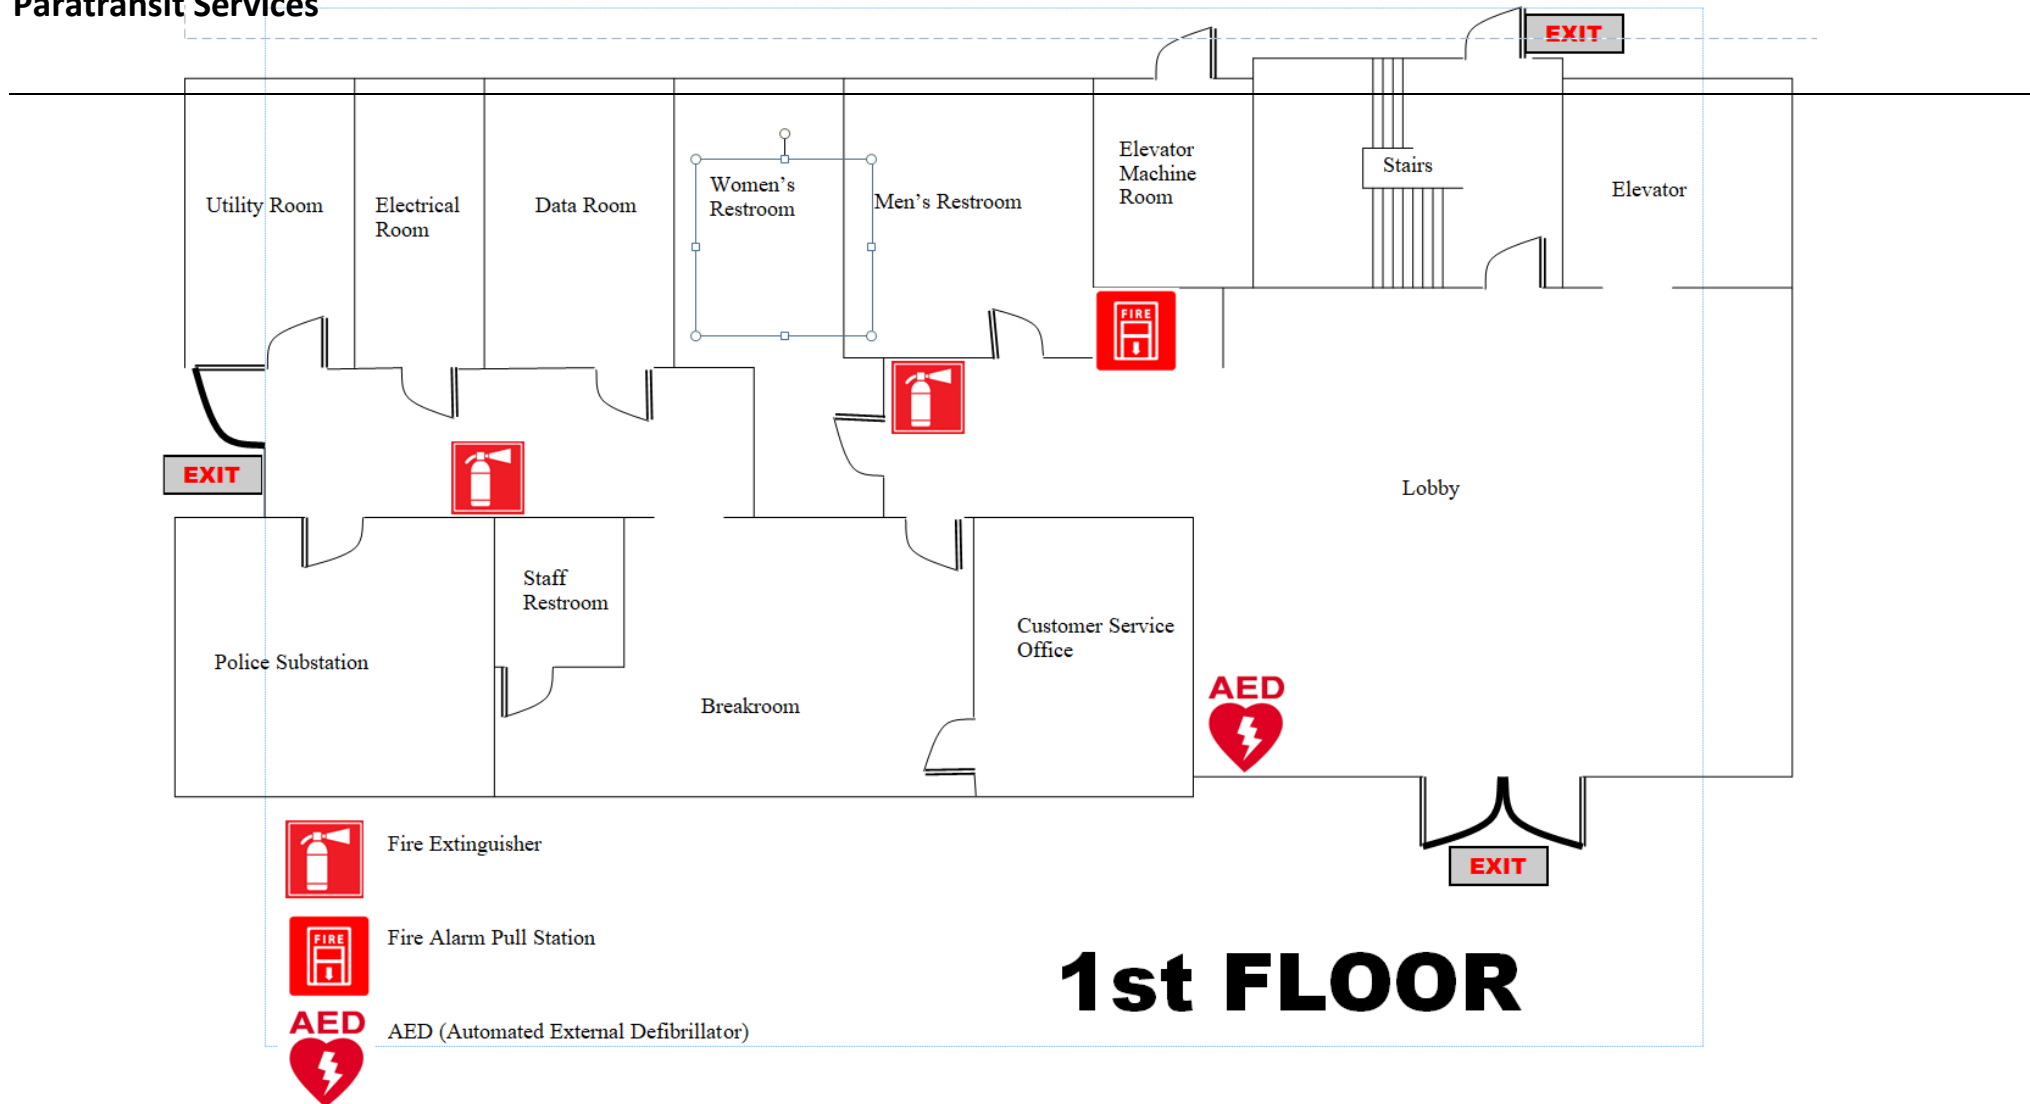 Paratransit Services
EXIT
Utility Room
Electrical
Room
Data Room
Women's
Restroom
Men's Restroom
Elevator
Machine
Room
Stairs
Elevator
FIRE
EXIT
Lobby
Staff
Restroom
Police Substation
Breakroom
Customer Service
Office
AED
EXIT
Fire Extinguisher
FIRE
Fire Alarm Pull Station
1st FLOOR
AED
AED (Automated External Defibrillator)